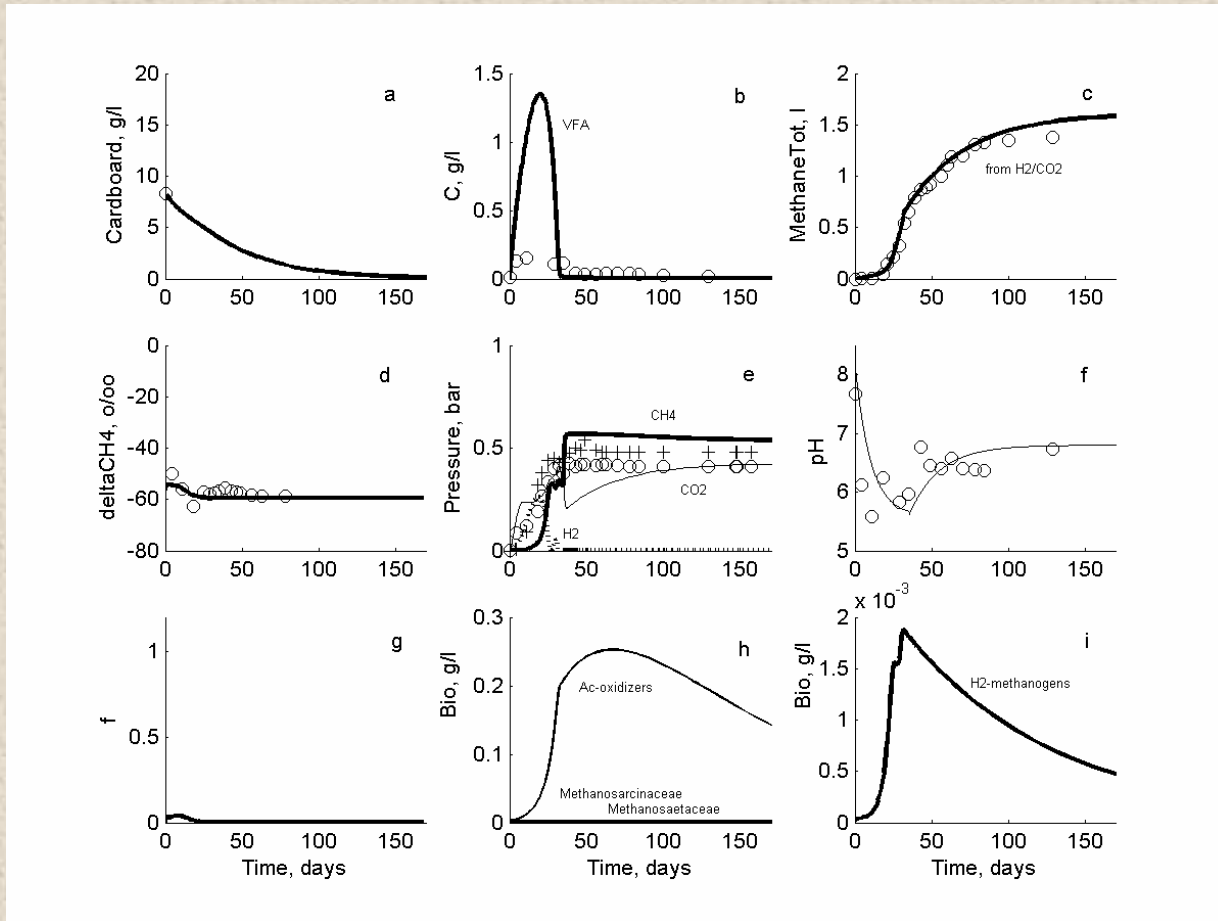 Cardboard, g/l
20
15
10
5
0
0 50 100 150
a
C, g/l
1.5
1
0.5
0
0 50 100 150
b
VFA
MethaneTot, l
2
1.5
1
0.5
0
0 50 100 150
c
from H2/CO2
deltaCH4, o/oo
0
-20
-40
-60
-80
0 50 100 150
d
Pressure, bar
1
0.5
0
0 50 100 150
e
CH4
CO2
H2
pH
8
7
6
5
0 50 100 150
f
f
1
0.5
0
0 50 100 150
g
Time, days
Bio, g/l
0.3
0.2
0.1
0
0 50 100 150
h
Ac-oxidizers
Methanosarcinaceae
Methanosaetaceae
Time, days
x 10-3
Bio, g/l
2
1.5
1
0.5
0
0 50 100 150
i
H2-methanogens
Time, days